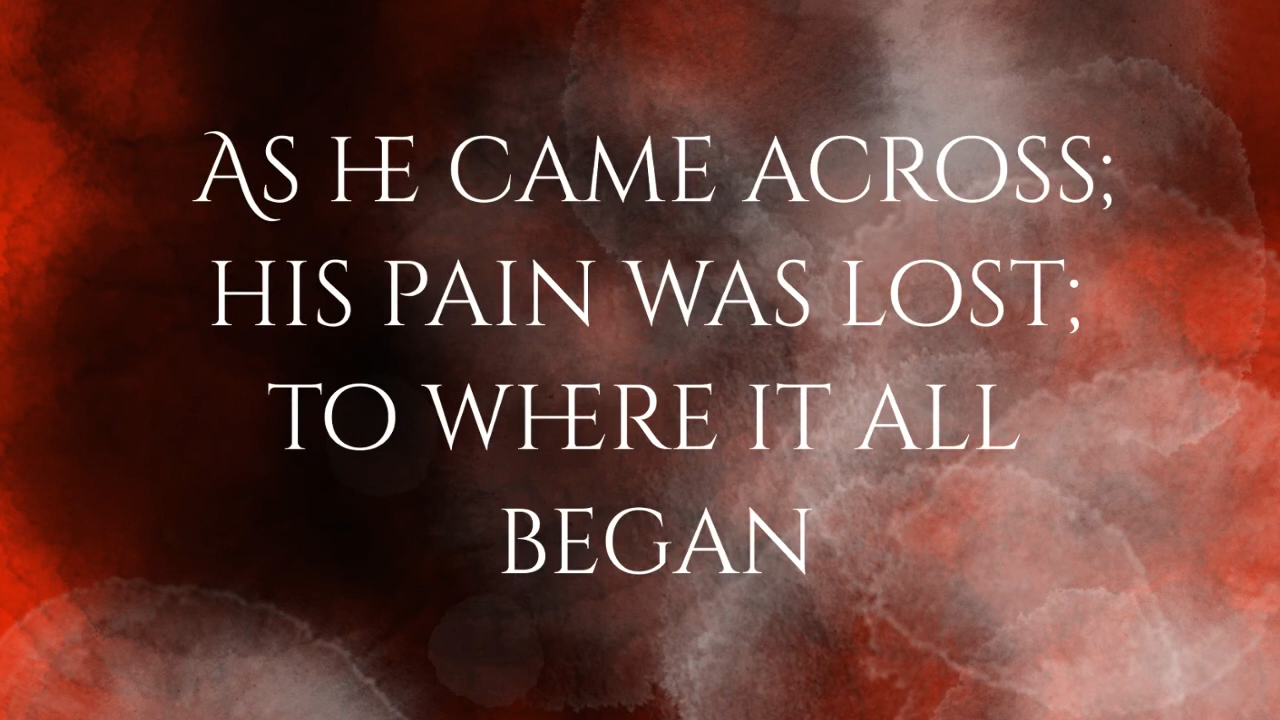 As he came across;
his pain was lost;
to where it all
began